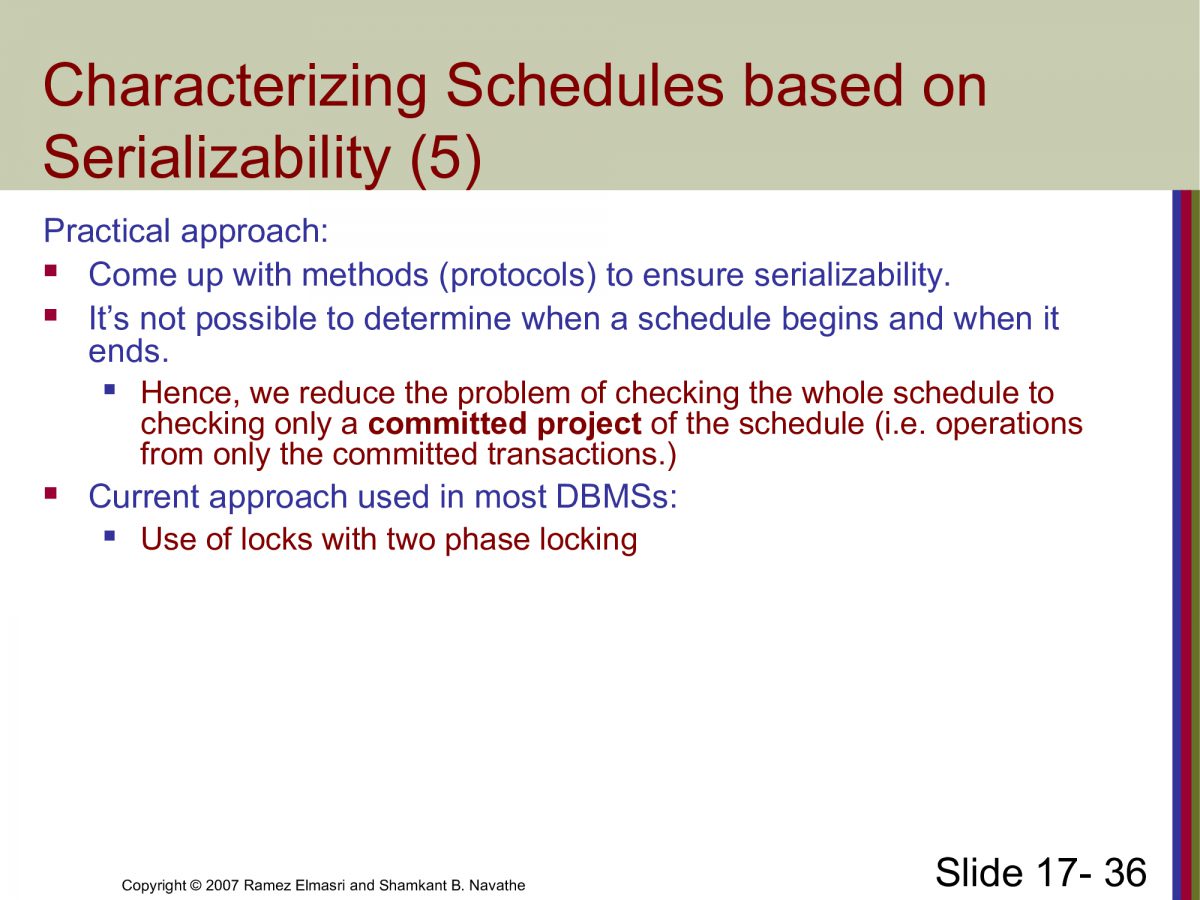 Characterizing Schedules based on
Serializability (5)
Practical approach:
Come up with methods (protocols) to ensure serializability.
It’s not possible to determine when a schedule begins and when it
ends.
Hence, we reduce the problem of checking the whole schedule to
checking only a committed project of the schedule (i.e. operations
from only the committed transactions.)
Current approach used in most DBMSs:
Use of locks with two phase locking
Copyright © 2007 Ramez Elmasri and Shamkant B. Navathe
Slide 17- 36